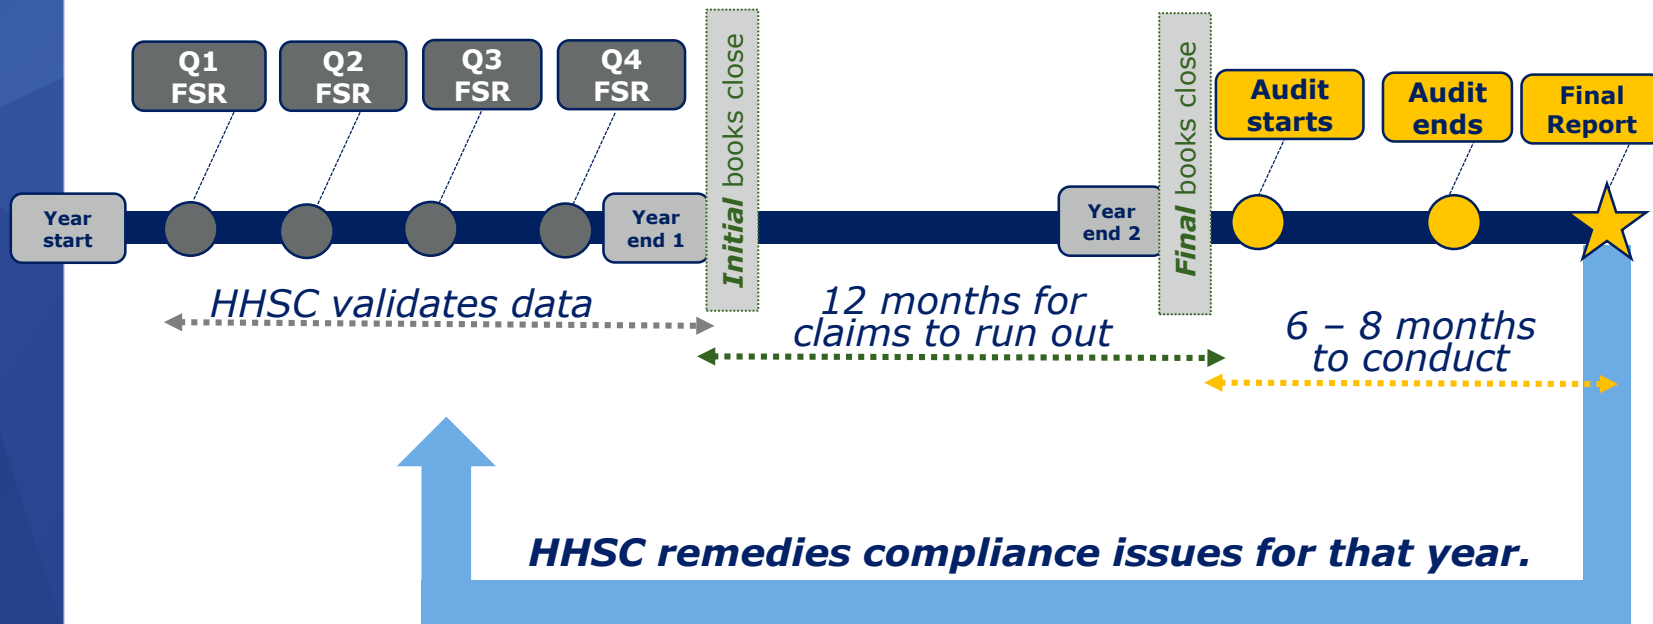 Q1
FSR
Q2
FSR
Q3
FSR
Q4
FSR
Initial books close
Final books close
Audit
starts
Audit
ends
Final
Report
Year
start
Year
end 1
Year
end 2
HHSC validates data
12 months for
claims to run out
6 – 8 months
to conduct
HHSC remedies compliance issues for that year.